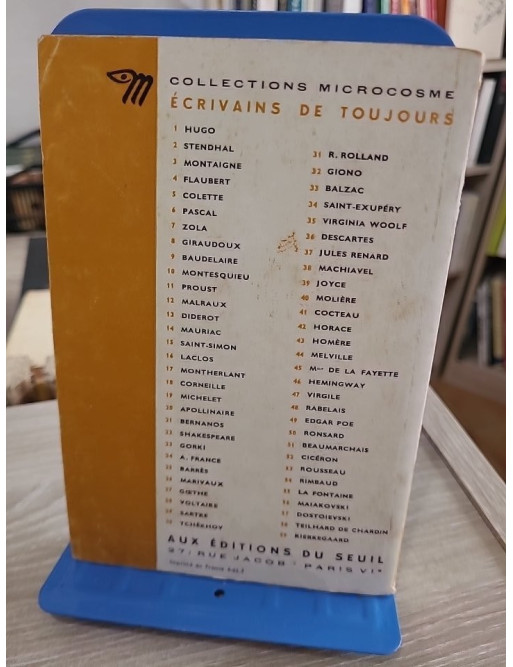 COLLECTIONS MICROCOSME
ÉCRIVAINS DE TOUJOURS
1 HUGO
2 STENDHAL
3 MONTAIGNE
4 FLAUBERT
5 COLETTE
6 PASCAL
7 ZOLA
8 GIRAUDOUX
9 BAUDELAIRE
10 MONTESQUIEU
11 PROUST
12 MALRAUX
13 DIDEROT
14 MAURIAC
15 SAINT-SIMON
16 LACLOS
17 MONTHERLANT
18 CORNEILLE
19 MICHELET
20 APOLLINAIRE
21 BERNANOS
22 SHAKESPEARE
23 GORKI
24 A. FRANCE
25 BARRÈS
26 MARIVAUX
27 GŒTHE
28 VOLTAIRE
29 SARTRE
30 TCHÉKHOV
31 R. ROLLAND
32 GIONO
33 BALZAC
34 SAINT-EXUPÉRY
35 VIRGINIA WOOLF
36 DESCARTES
37 JULES RENARD
38 MACHIAVEL
39 JOYCE
40 MOLIÈRE
41 COCTEAU
42 HORACE
43 HOMÈRE
44 MELVILLE
45 Mme DE LA FAYETTE
46 HEMINGWAY
47 VIRGILE
48 RABELAIS
49 EDGAR POE
50 RONSARD
51 BEAUMARCHAIS
52 CICÉRON
53 ROUSSEAU
54 RIMBAUD
55 LA FONTAINE
56 MAIAKOVSKI
57 DOSTOÏEVSKI
58 TEILHARD DE CHARDIN
59 KIERKEGAARD
AUX ÉDITIONS DU SEUIL
27, RUE JACOB - PARIS VIe
Imprimé en France